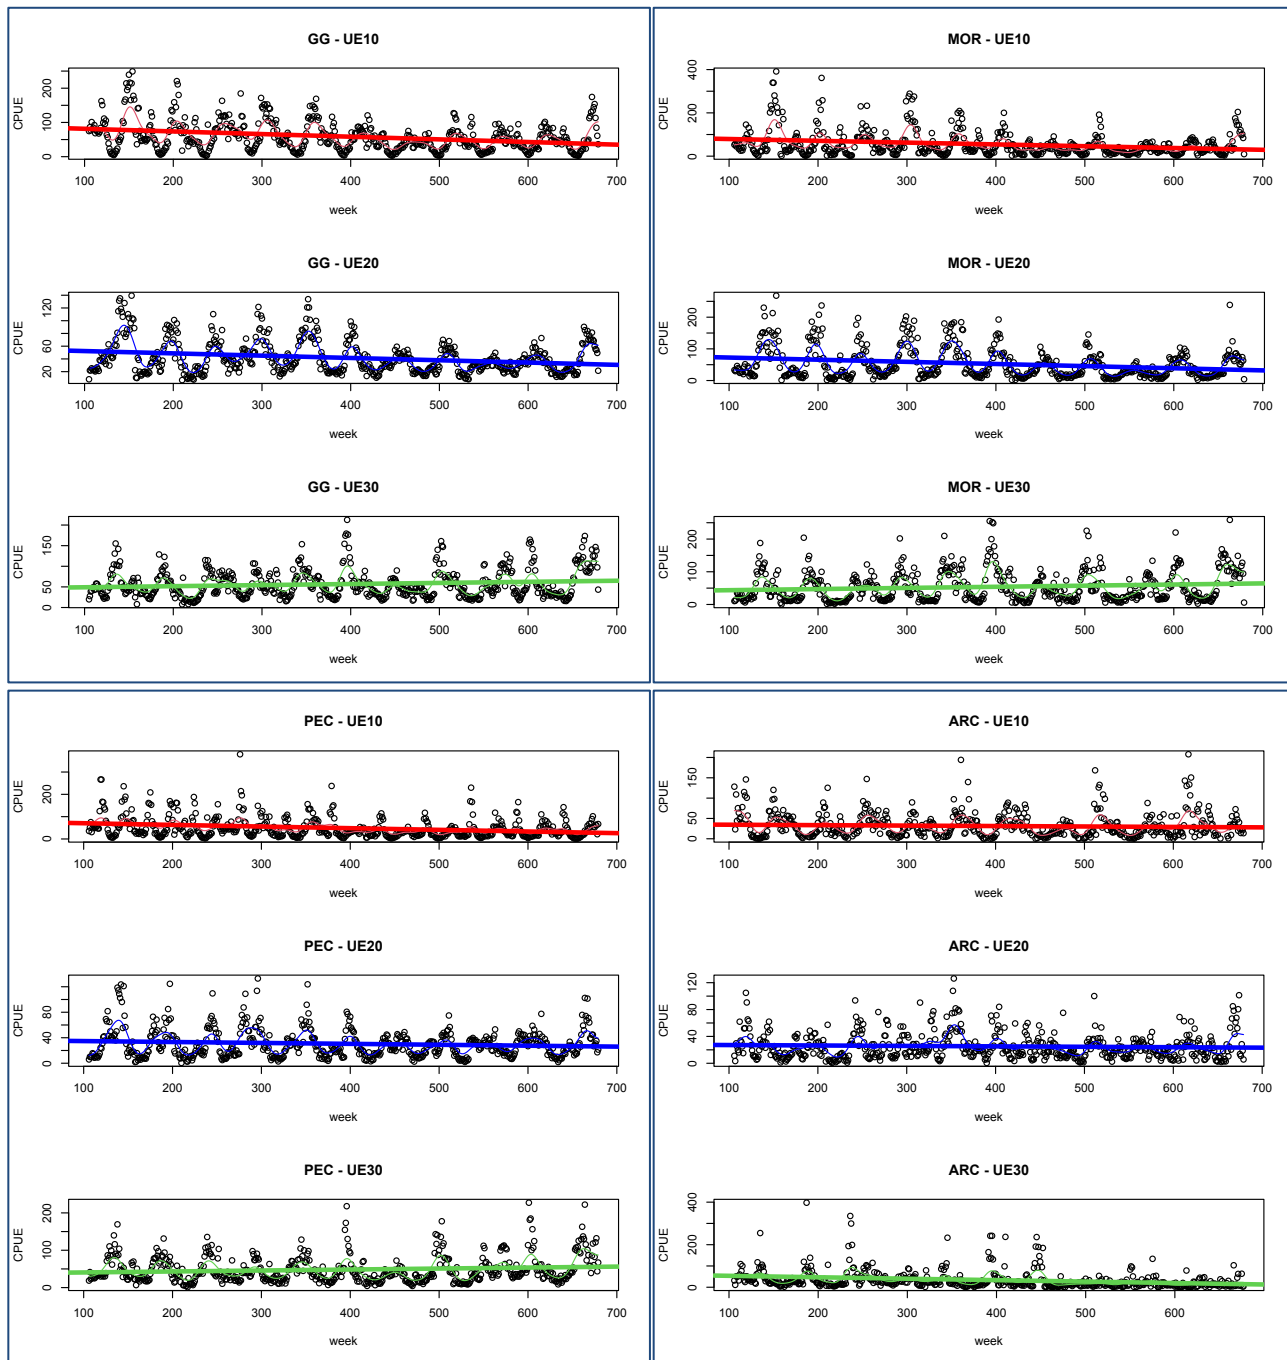 GG - UE10
CPUE
0 50 100 200
100 200 300 400 500 600 700
week
GG - UE20
CPUE
20 60 120
100 200 300 400 500 600 700
week
GG - UE30
CPUE
0 50 150
100 200 300 400 500 600 700
week
MOR - UE10
CPUE
0 200 400
100 200 300 400 500 600 700
week
MOR - UE20
CPUE
0 50 100 200
100 200 300 400 500 600 700
week
MOR - UE30
CPUE
0 50 100 200
100 200 300 400 500 600 700
week
PEC - UE10
CPUE
0 200
100 200 300 400 500 600 700
week
PEC - UE20
CPUE
0 40 80
100 200 300 400 500 600 700
week
PEC - UE30
CPUE
0 100 200
100 200 300 400 500 600 700
week
ARC - UE10
CPUE
0 50 150
100 200 300 400 500 600 700
week
ARC - UE20
CPUE
0 40 80 120
100 200 300 400 500 600 700
week
ARC - UE30
CPUE
0 200 400
100 200 300 400 500 600
week